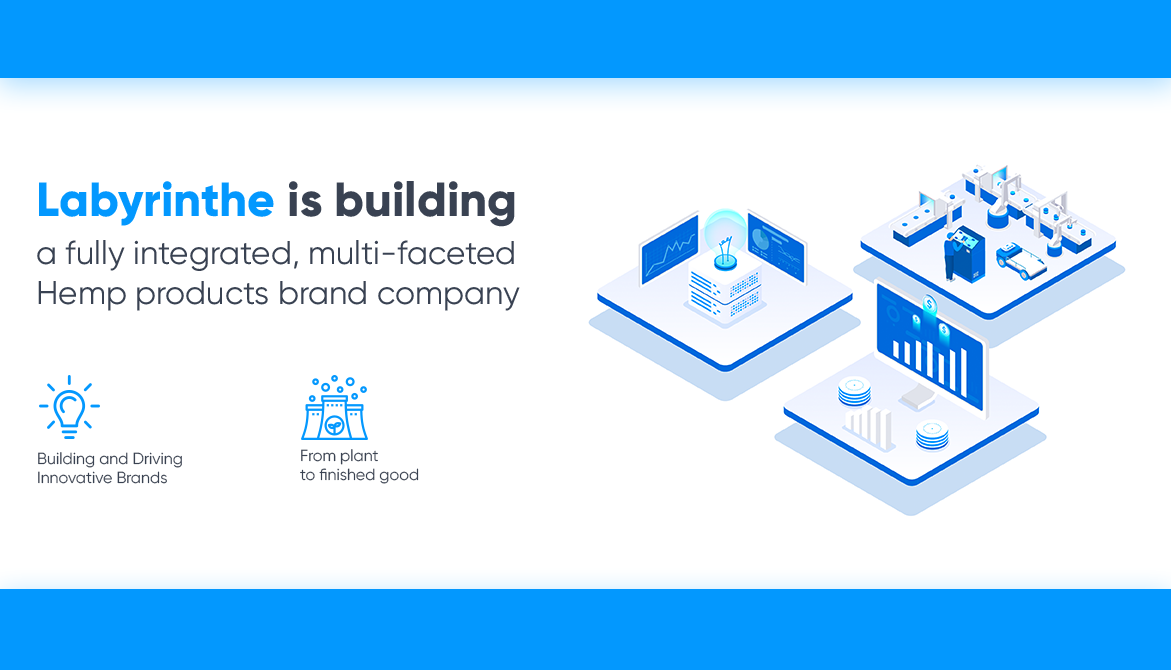 Labyrinthe is building
a fully integrated, multi-faceted
Hemp products brand company
Building and Driving
Innovative Brands
From plant
to finished good